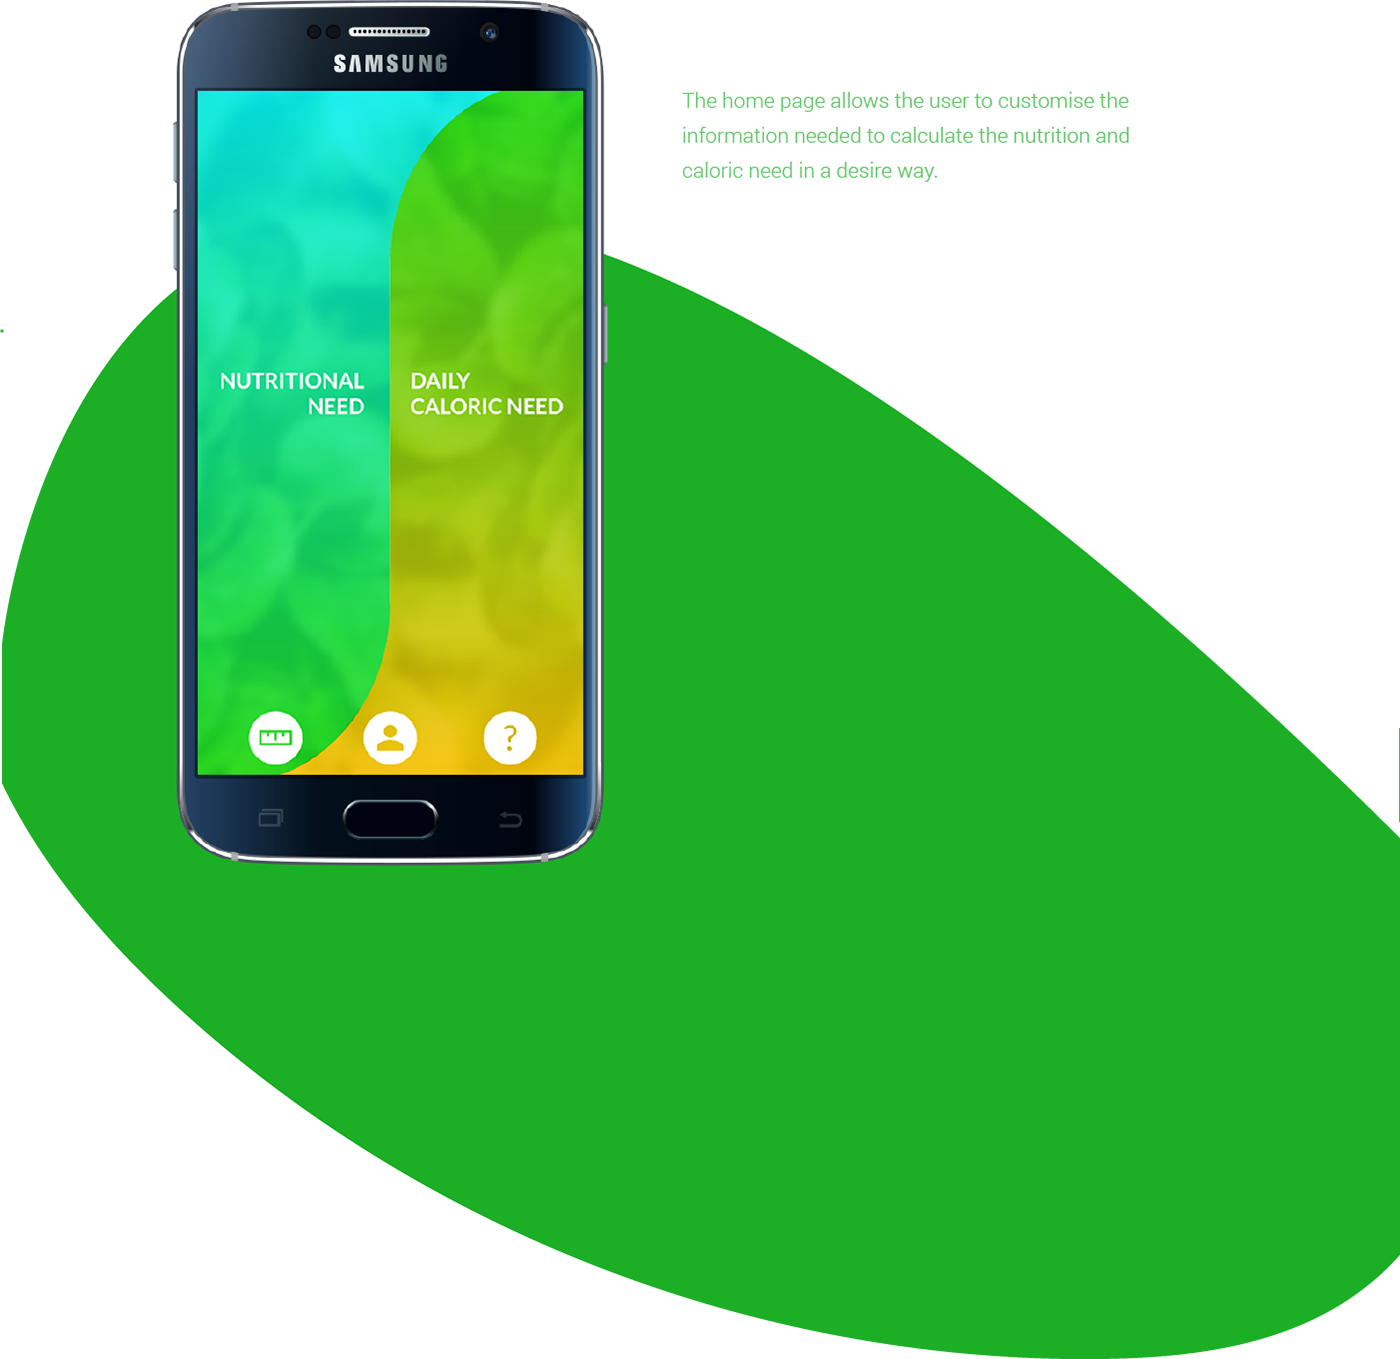 SAMSUNG
The home page allows the user to customise the
information needed to calculate the nutrition and
caloric need in a desire way.
NUTRITIONAL
NEED
DAILY
CALORIC NEED
?